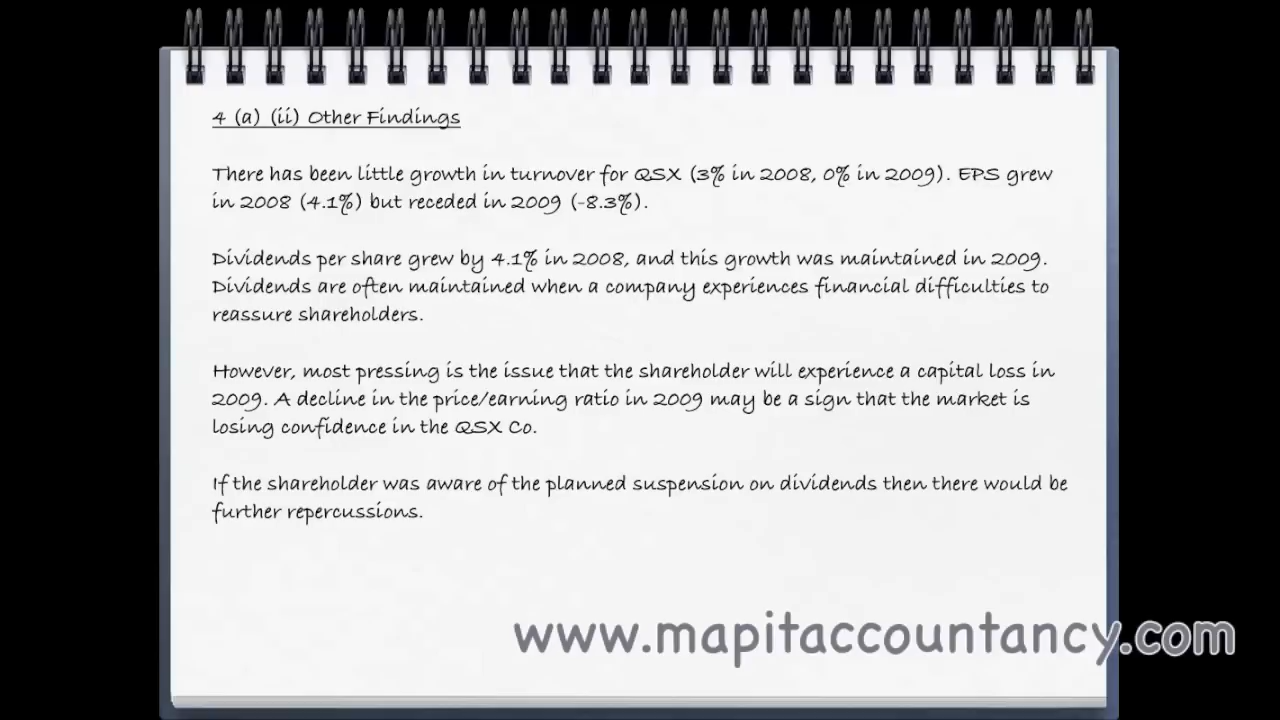 4 (a) (ii) Other Findings
There has been little growth in turnover for QSX (3% in 2008, 0% in 2009). EPS grew
in 2008 (4.1%) but receded in 2009 (-8.3%).
Dividends per share grew by 4.1% in 2008, and this growth was maintained in 2009.
Dividends are often maintained when a company experiences financial difficulties to
reassure shareholders.
However, most pressing is the issue that the shareholder will experience a capital loss in
2009. A decline in the price/earning ratio in 2009 may be a sign that the market is
losing confidence in the QSX Co.
If the shareholder was aware of the planned suspension on dividends then there would be
further repercussions.
www.mapitaccountancy.com